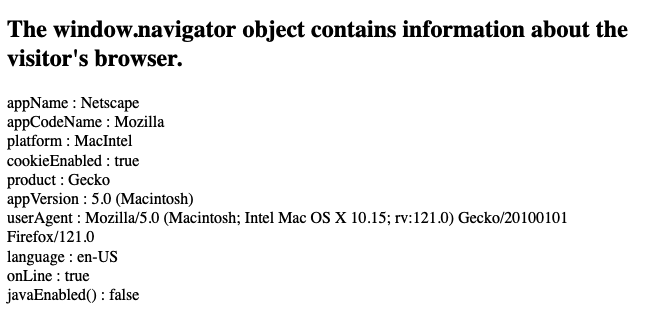 The window.navigator object contains information about the
visitor's browser.
appName : Netscape
appCodeName : Mozilla
platform : MacIntel
cookieEnabled : true
product : Gecko
appVersion : 5.0 (Macintosh)
userAgent : Mozilla/5.0 (Macintosh; Intel Mac OS X 10.15; rv:121.0) Gecko/20100101
Firefox/121.0
language : en-US
onLine : true
javaEnabled() : false